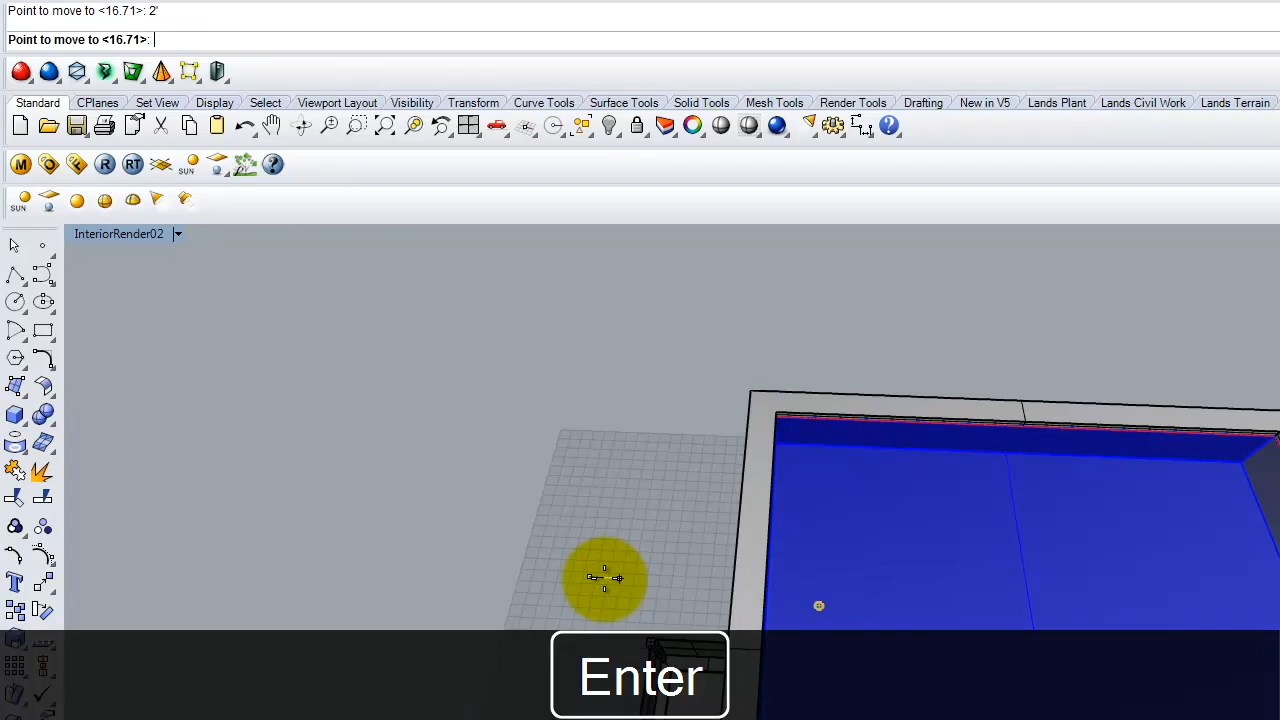 Point to move to <16.71>: 2'
Point to move to <16.71>:
Standard CPlanes Set View Display Select Viewport Layout Visibility Transform Curve Tools Surface Tools Solid Tools Mesh Tools Render Tools Drafting New in V5 Lands Plant Lands Civil Work Lands Terrain
M O F R RT SUN
SUN
InteriorRender02
Enter